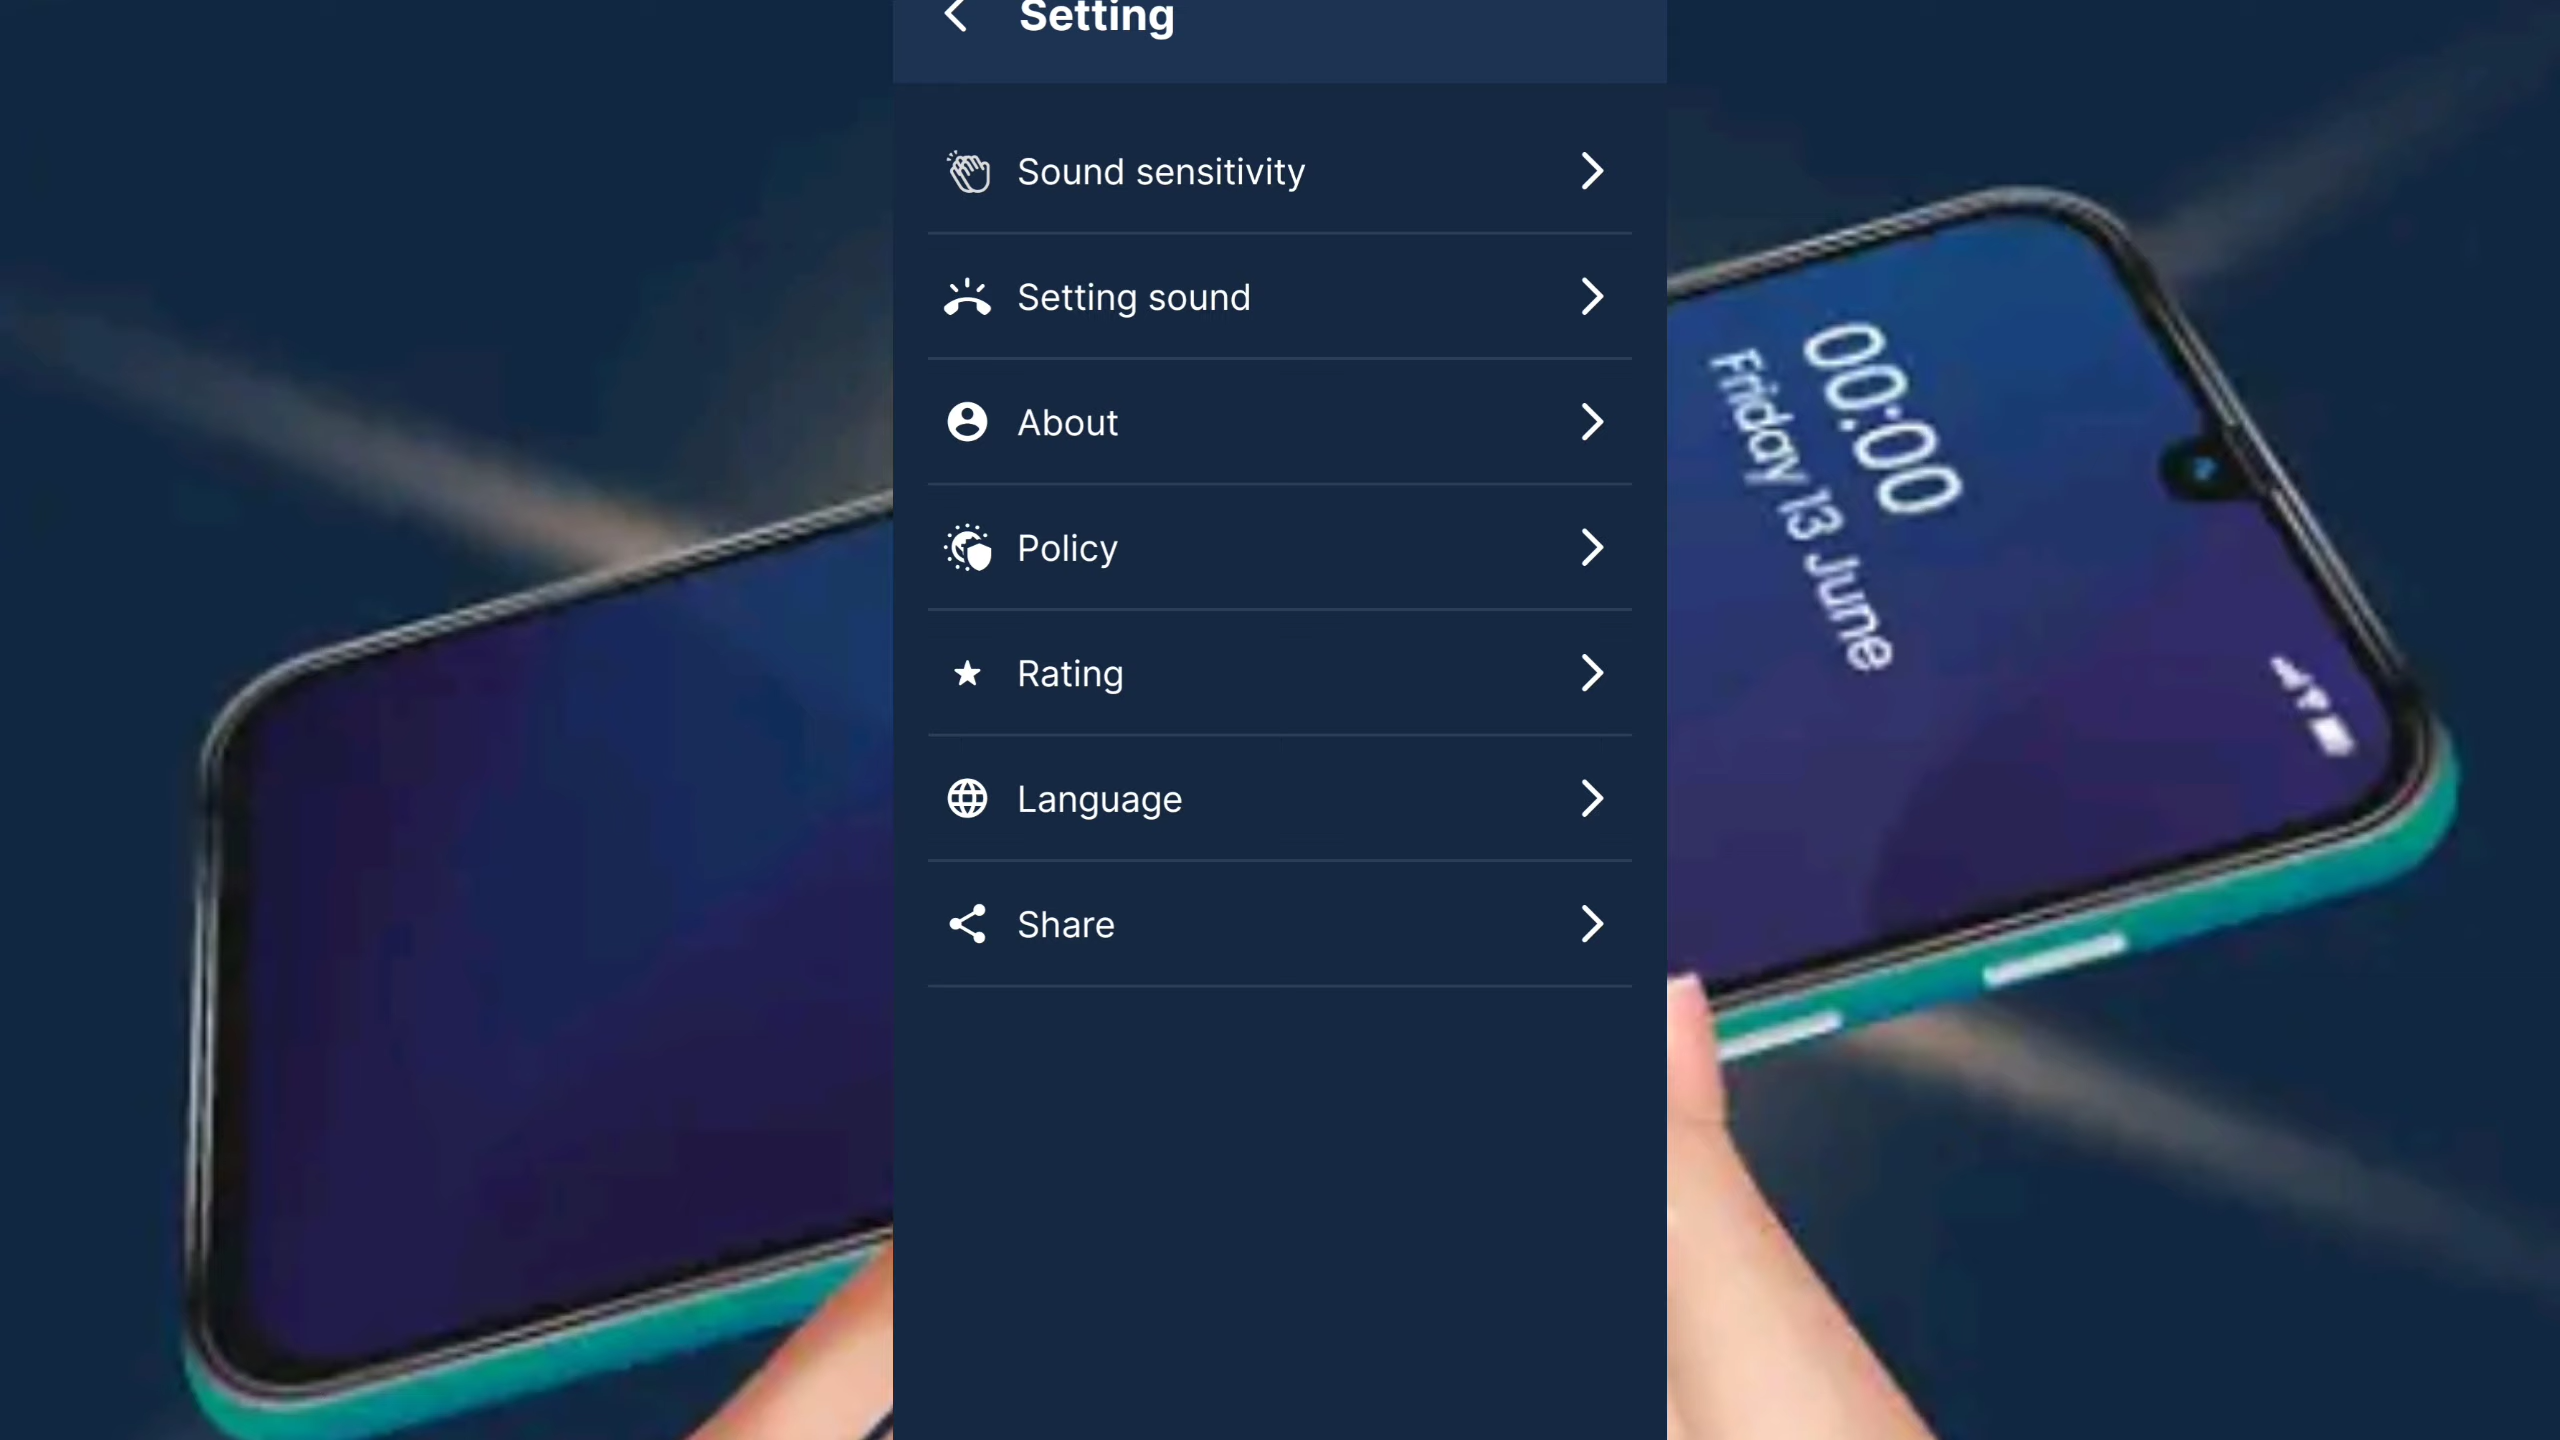 Setting
Sound sensitivity
Setting sound
About
Policy
Rating
Language
Share
00:00
Friday 13 June